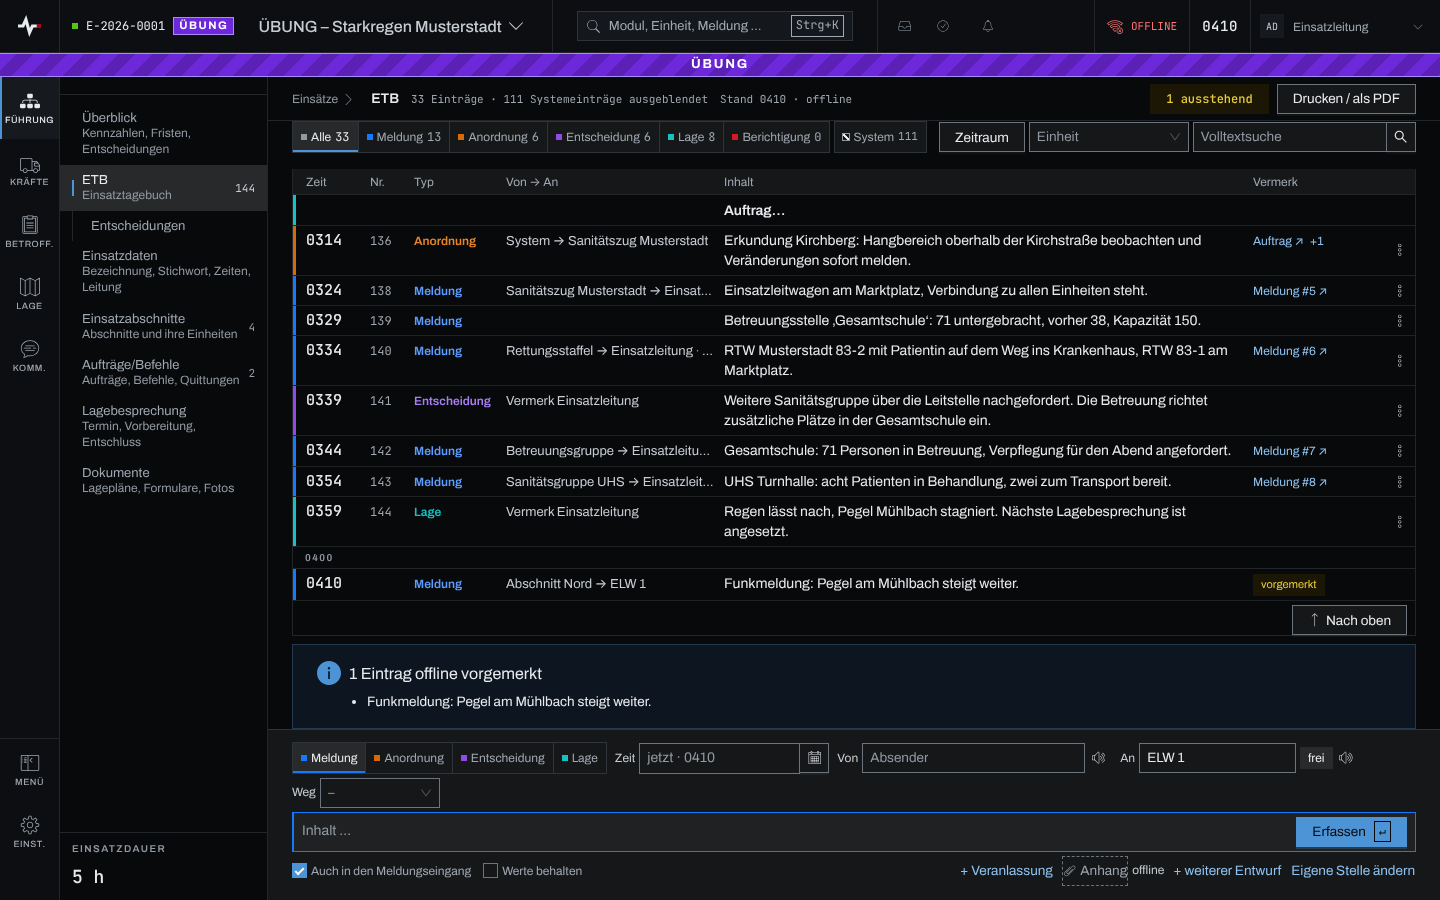 E-2026-0001 ÜBUNG ÜBUNG – Starkregen Musterstadt Modul, Einheit, Meldung ... Strg+K OFFLINE 0410 AD Einsatzleitung
ÜBUNG
FÜHRUNG
KRÄFTE
BETROFF.
LAGE
KOMM.
MENÜ
EINST.
Überblick
Kennzahlen, Fristen,
Entscheidungen
ETB
Einsatztagebuch 144
Entscheidungen
Einsatzdaten
Bezeichnung, Stichwort, Zeiten,
Leitung
Einsatzabschnitte
Abschnitte und ihre Einheiten 4
Aufträge/Befehle
Aufträge, Befehle, Quittungen 2
Lagebesprechung
Termin, Vorbereitung,
Entschluss
Dokumente
Lagepläne, Formulare, Fotos
EINSATZDAUER
5 h
Einsätze ETB 33 Einträge · 111 Systemeinträge ausgeblendet Stand 0410 · offline 1 ausstehend Drucken / als PDF
Alle 33 Meldung 13 Anordnung 6 Entscheidung 6 Lage 8 Berichtigung 0 System 111 Zeitraum Einheit Volltextsuche
Zeit Nr. Typ Von → An Inhalt Vermerk
Auftrag...
0314 136 Anordnung System → Sanitätszug Musterstadt Erkundung Kirchberg: Hangbereich oberhalb der Kirchstraße beobachten und Auftrag ↗ +1
Veränderungen sofort melden.
0324 138 Meldung Sanitätszug Musterstadt → Einsat... Einsatzleitwagen am Marktplatz, Verbindung zu allen Einheiten steht. Meldung #5 ↗
0329 139 Meldung Betreuungsstelle ‚Gesamtschule‘: 71 untergebracht, vorher 38, Kapazität 150.
0334 140 Meldung Rettungsstaffel → Einsatzleitung · ... RTW Musterstadt 83-2 mit Patientin auf dem Weg ins Krankenhaus, RTW 83-1 am Meldung #6 ↗
Marktplatz.
0339 141 Entscheidung Vermerk Einsatzleitung Weitere Sanitätsgruppe über die Leitstelle nachgefordert. Die Betreuung richtet
zusätzliche Plätze in der Gesamtschule ein.
0344 142 Meldung Betreuungsgruppe → Einsatzleitu... Gesamtschule: 71 Personen in Betreuung, Verpflegung für den Abend angefordert. Meldung #7 ↗
0354 143 Meldung Sanitätsgruppe UHS → Einsatzleit... UHS Turnhalle: acht Patienten in Behandlung, zwei zum Transport bereit. Meldung #8 ↗
0359 144 Lage Vermerk Einsatzleitung Regen lässt nach, Pegel Mühlbach stagniert. Nächste Lagebesprechung ist
angesetzt.
0400
0410 Meldung Abschnitt Nord → ELW 1 Funkmeldung: Pegel am Mühlbach steigt weiter. vorgemerkt
↑ Nach oben
1 Eintrag offline vorgemerkt
• Funkmeldung: Pegel am Mühlbach steigt weiter.
Meldung Anordnung Entscheidung Lage Zeit jetzt · 0410 Von Absender An ELW 1 frei
Weg –
Inhalt ... Erfassen ↵
Auch in den Meldungseingang Werte behalten + Veranlassung Anhang offline + weiterer Entwurf Eigene Stelle ändern